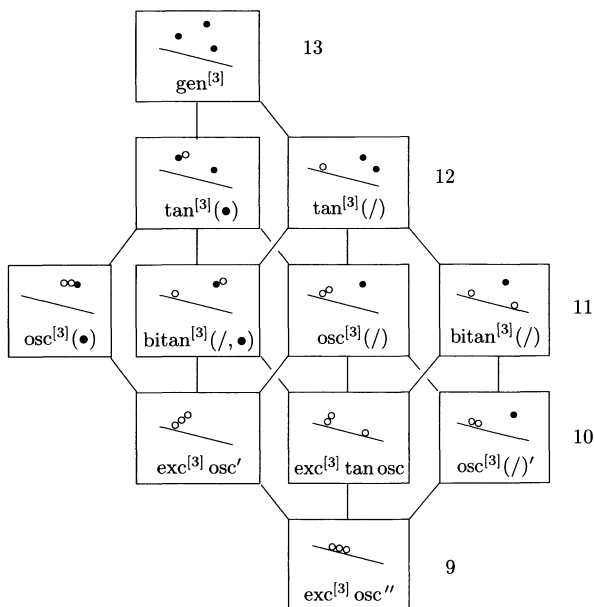 13
gen^{[3]}
12
tan^{[3]}(●) tan^{[3]}(/)
11
osc^{[3]}(●) bitan^{[3]}(/, ●) osc^{[3]}(/) bitan^{[3]}(/)
10
exc^{[3]} osc′ exc^{[3]} tan osc osc^{[3]}(/)′
9
exc^{[3]} osc″